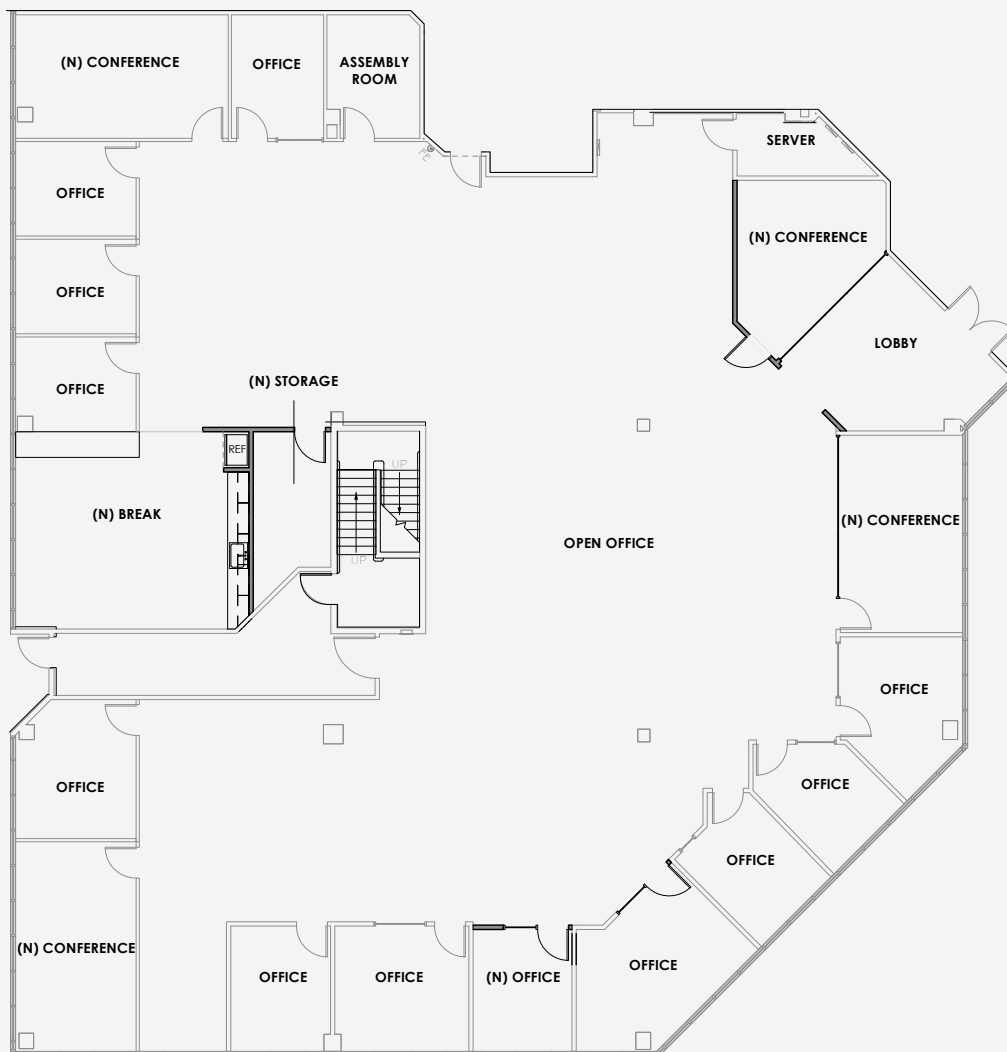 (N) CONFERENCE
OFFICE
ASSEMBLY
ROOM
SERVER
FE
OFFICE
(N) CONFERENCE
OFFICE
LOBBY
OFFICE
(N) STORAGE
REF
UP
(N) BREAK
(N) CONFERENCE
OPEN OFFICE
UP
OFFICE
OFFICE
OFFICE
OFFICE
(N) CONFERENCE
OFFICE
OFFICE
(N) OFFICE
OFFICE